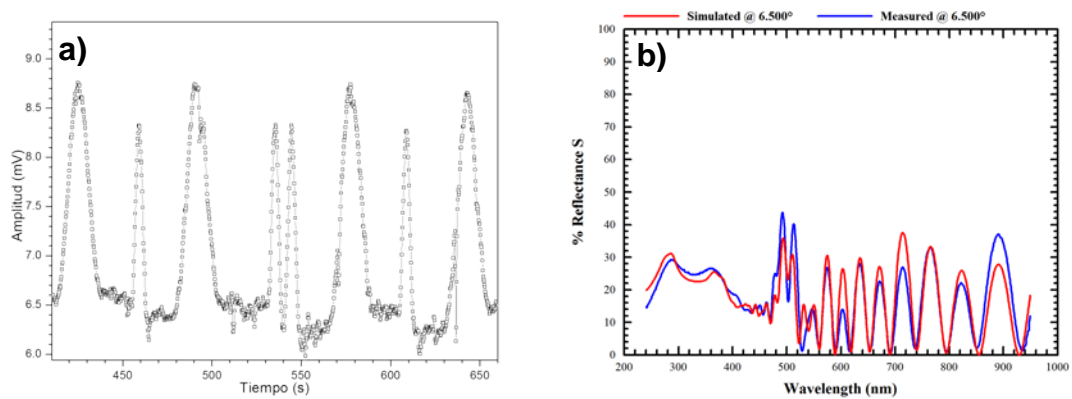 a)
9.0
8.5
8.0
7.5
7.0
6.5
6.0
Amplitud (mV)
450 500 550 600 650
Tiempo (s)
Simulated @ 6.500° Measured @ 6.500°
b)
100
90
80
70
60
50
40
30
20
10
0
% Reflectance S
200 300 400 500 600 700 800 900 1000
Wavelength (nm)